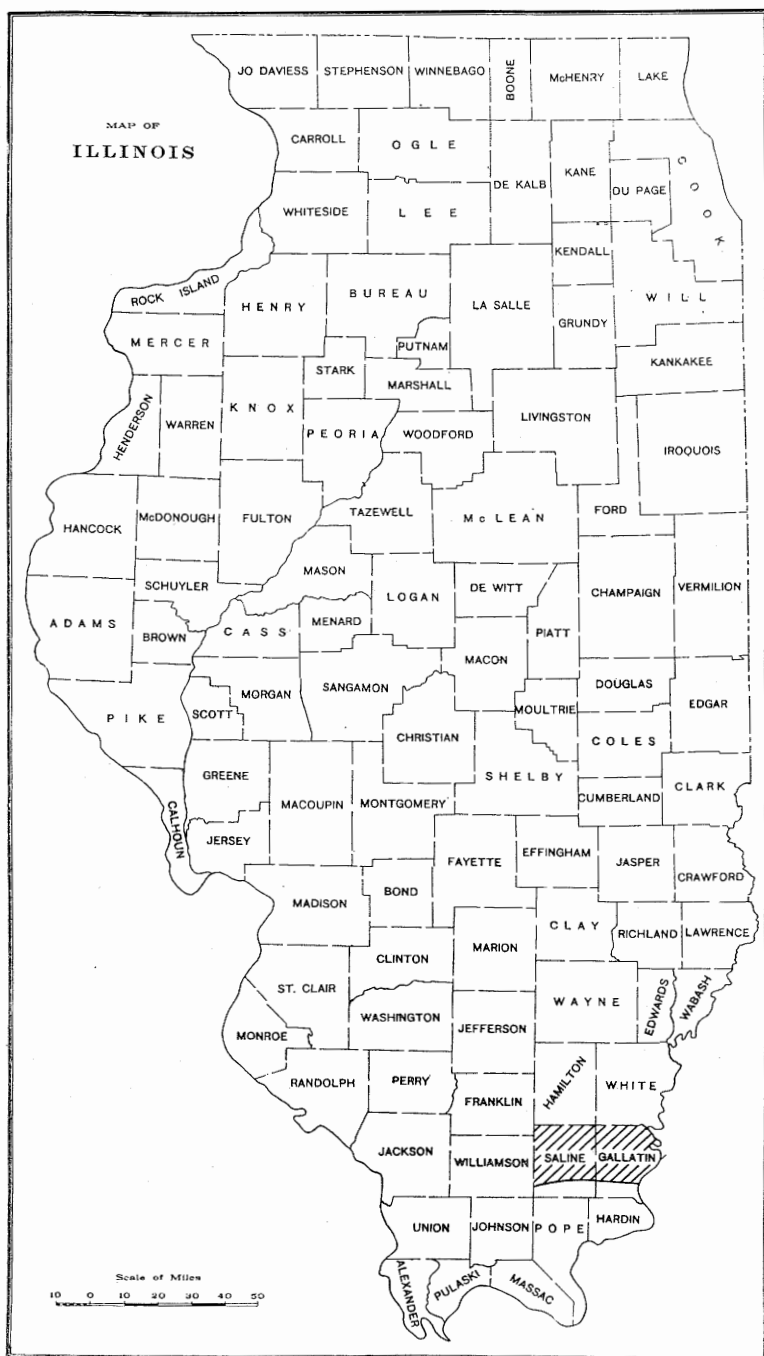 MAP OF
ILLINOIS
JO DAVIESS
STEPHENSON
WINNEBAGO
BOONE
McHENRY
LAKE
CARROLL
OGLE
DE KALB
KANE
COOK
DU PAGE
WHITESIDE
LEE
KENDALL
ROCK ISLAND
HENRY
BUREAU
LA SALLE
GRUNDY
WILL
MERCER
PUTNAM
KANKAKEE
STARK
MARSHALL
HENDERSON
WARREN
KNOX
PEORIA
WOODFORD
LIVINGSTON
IROQUOIS
HANCOCK
McDONOUGH
FULTON
TAZEWELL
McLEAN
FORD
MASON
SCHUYLER
LOGAN
DE WITT
CHAMPAIGN
VERMILION
ADAMS
BROWN
CASS
MENARD
PIATT
MACON
PIKE
SCOTT
MORGAN
SANGAMON
MOULTRIE
DOUGLAS
EDGAR
CHRISTIAN
COLES
GREENE
SHELBY
CALHOUN
MACOUPIN
MONTGOMERY
CUMBERLAND
CLARK
JERSEY
FAYETTE
EFFINGHAM
JASPER
CRAWFORD
MADISON
BOND
CLAY
RICHLAND
LAWRENCE
CLINTON
MARION
ST. CLAIR
WAYNE
EDWARDS
WABASH
MONROE
WASHINGTON
JEFFERSON
RANDOLPH
PERRY
HAMILTON
WHITE
FRANKLIN
JACKSON
WILLIAMSON
SALINE
GALLATIN
UNION
JOHNSON
POPE
HARDIN
ALEXANDER
PULASKI
MASSAC
Scale of Miles
10 0 10 20 30 40 50